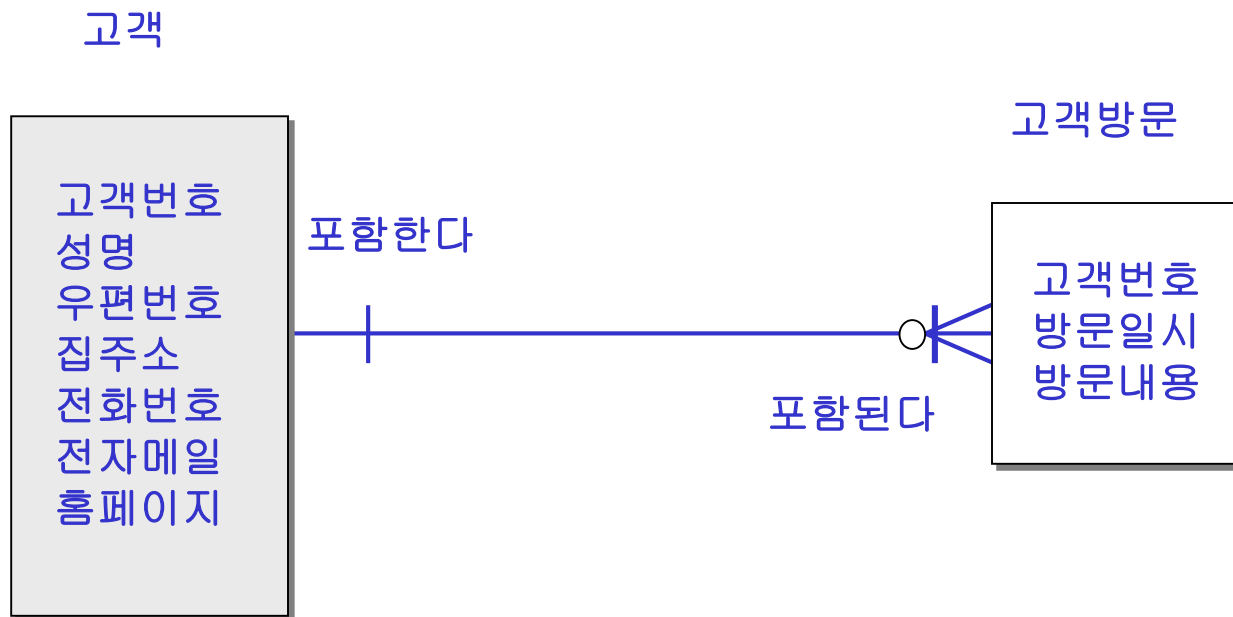 고객
고객번호
성명
우편번호
집주소
전화번호
전자메일
홈페이지
포함한다
포함된다
고객방문
고객번호
방문일시
방문내용